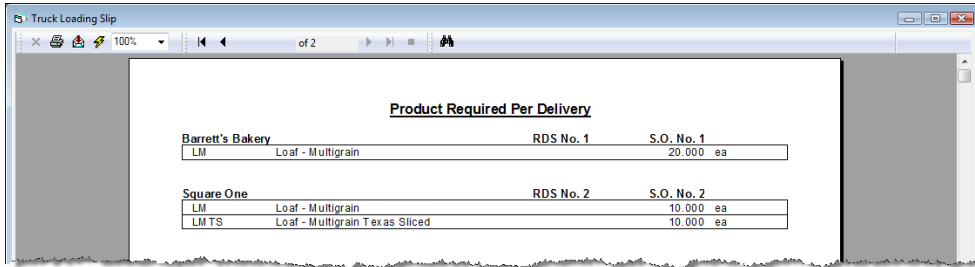 Truck Loading Slip
100% of 2
Product Required Per Delivery
Barrett's Bakery RDS No. 1 S.O. No. 1
LM Loaf - Multigrain 20.000 ea
Square One RDS No. 2 S.O. No. 2
LM Loaf - Multigrain 10.000 ea
LMTS Loaf - Multigrain Texas Sliced 10.000 ea